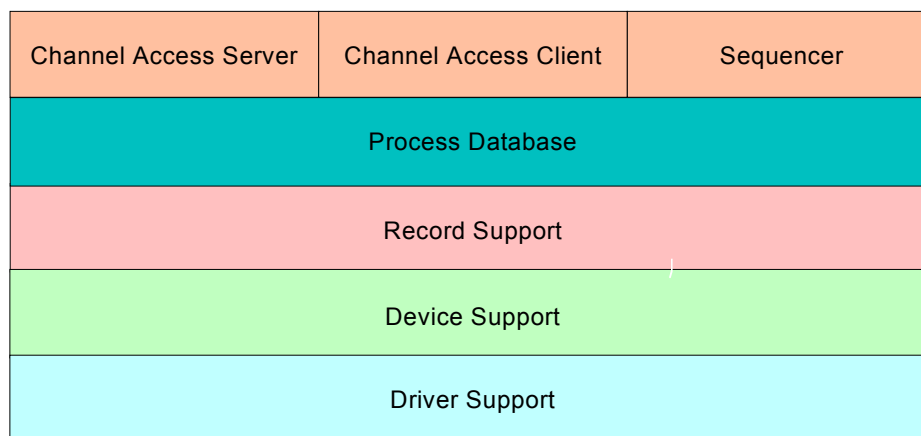 Channel Access Server
Channel Access Client
Sequencer
Process Database
Record Support
Device Support
Driver Support